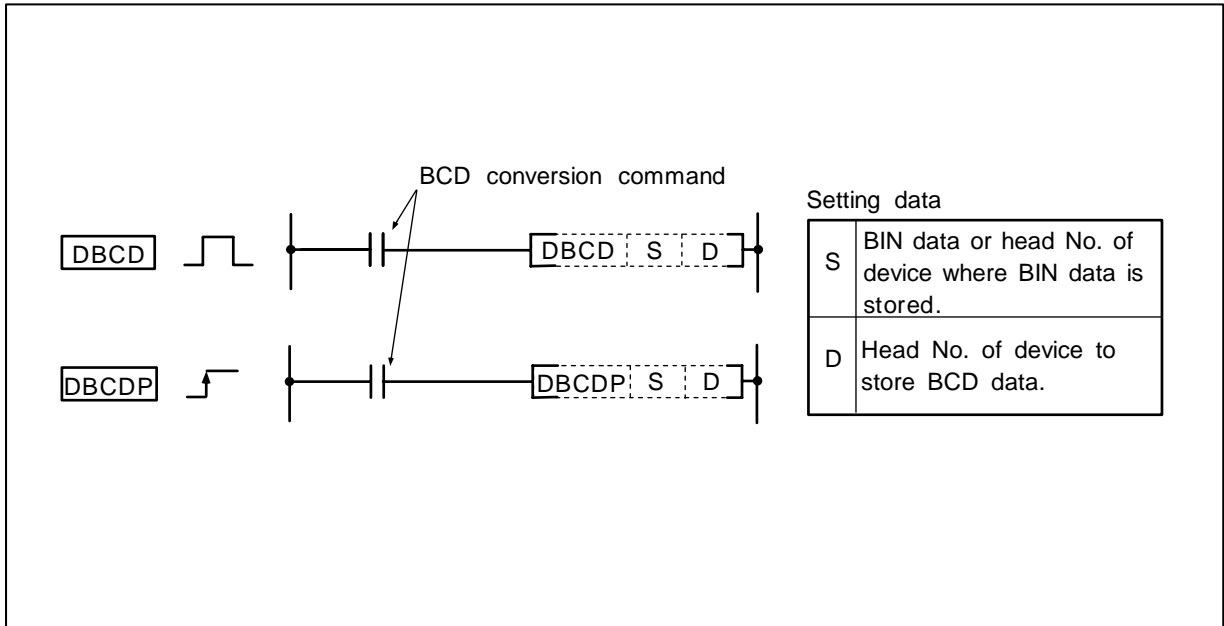 BCD conversion command
DBCD
DBCD S D
DBCDP
DBCDP S D
Setting data
S
BIN data or head No. of
device where BIN data is
stored.
D
Head No. of device to
store BCD data.